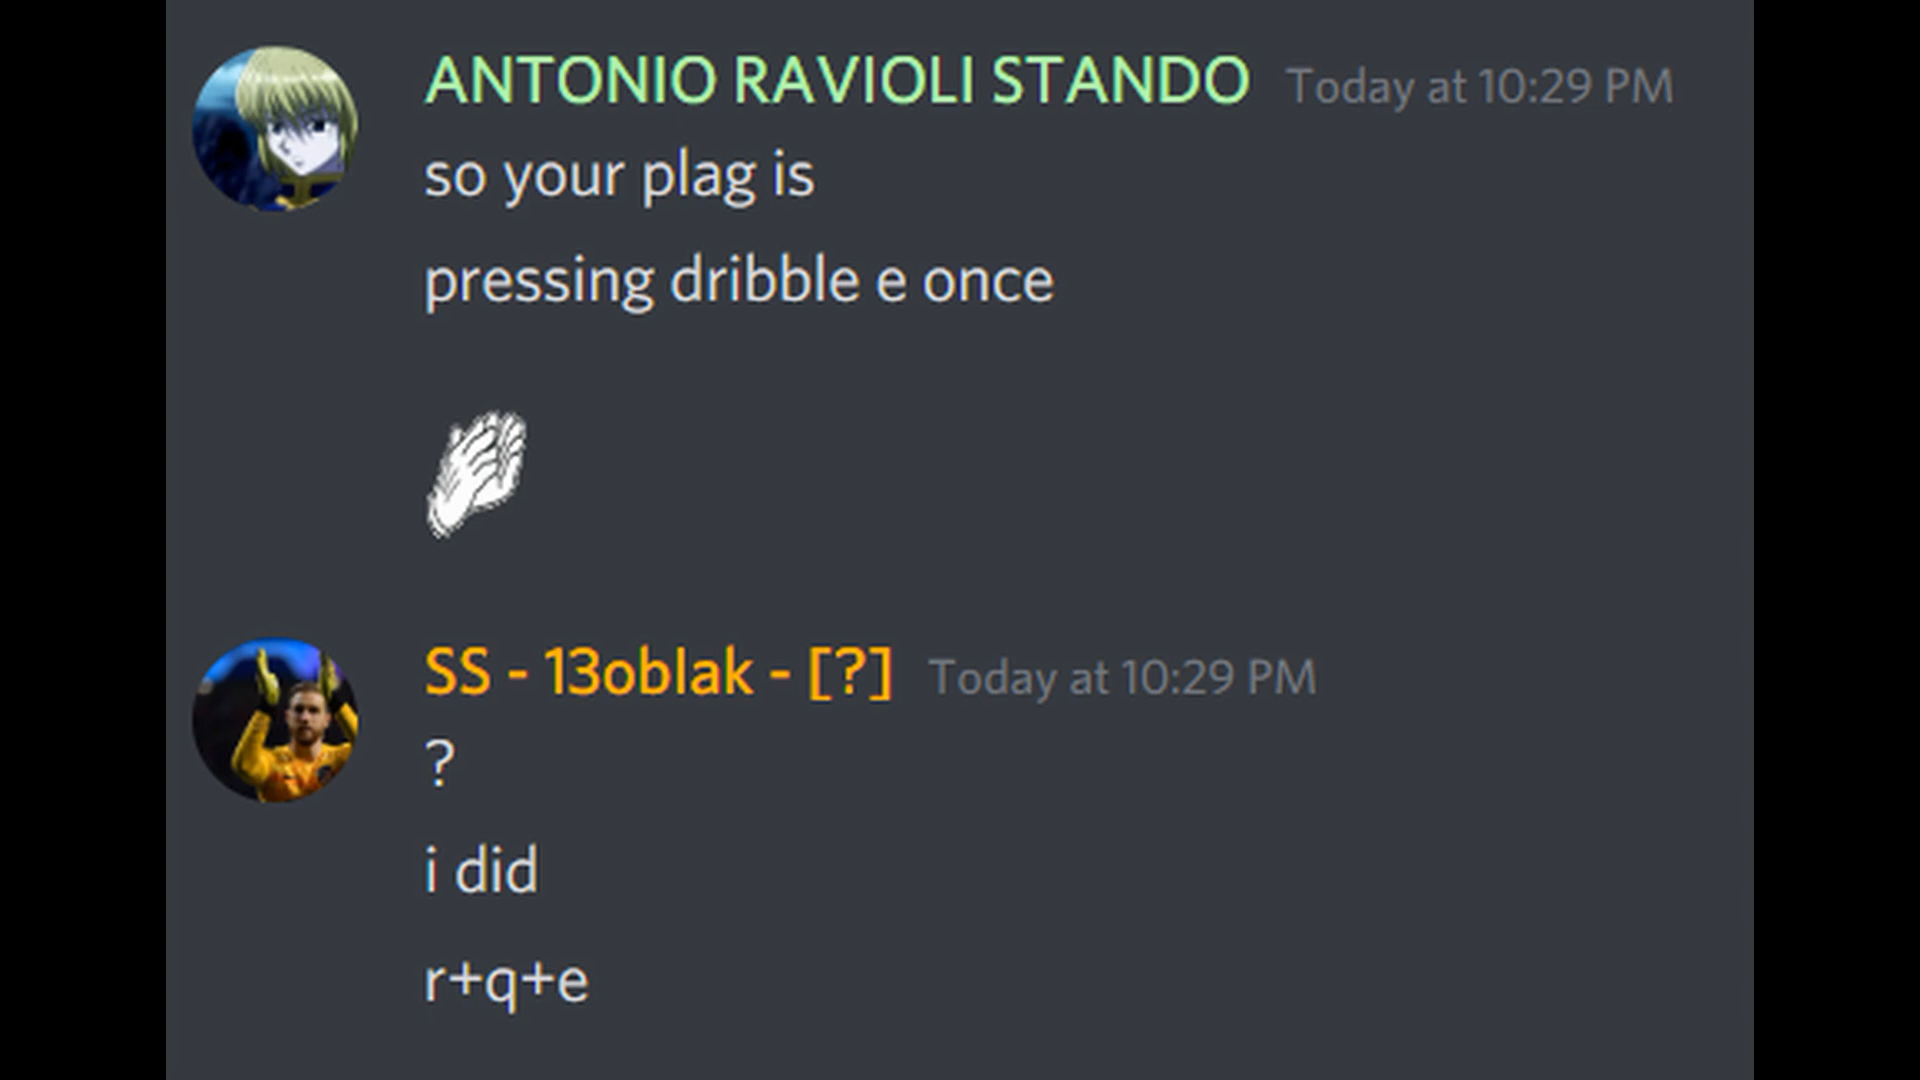 ANTONIO RAVIOLI STANDO Today at 10:29 PM
so your plag is
pressing dribble e once
SS - 13oblak - [?] Today at 10:29 PM
?
i did
r+q+e